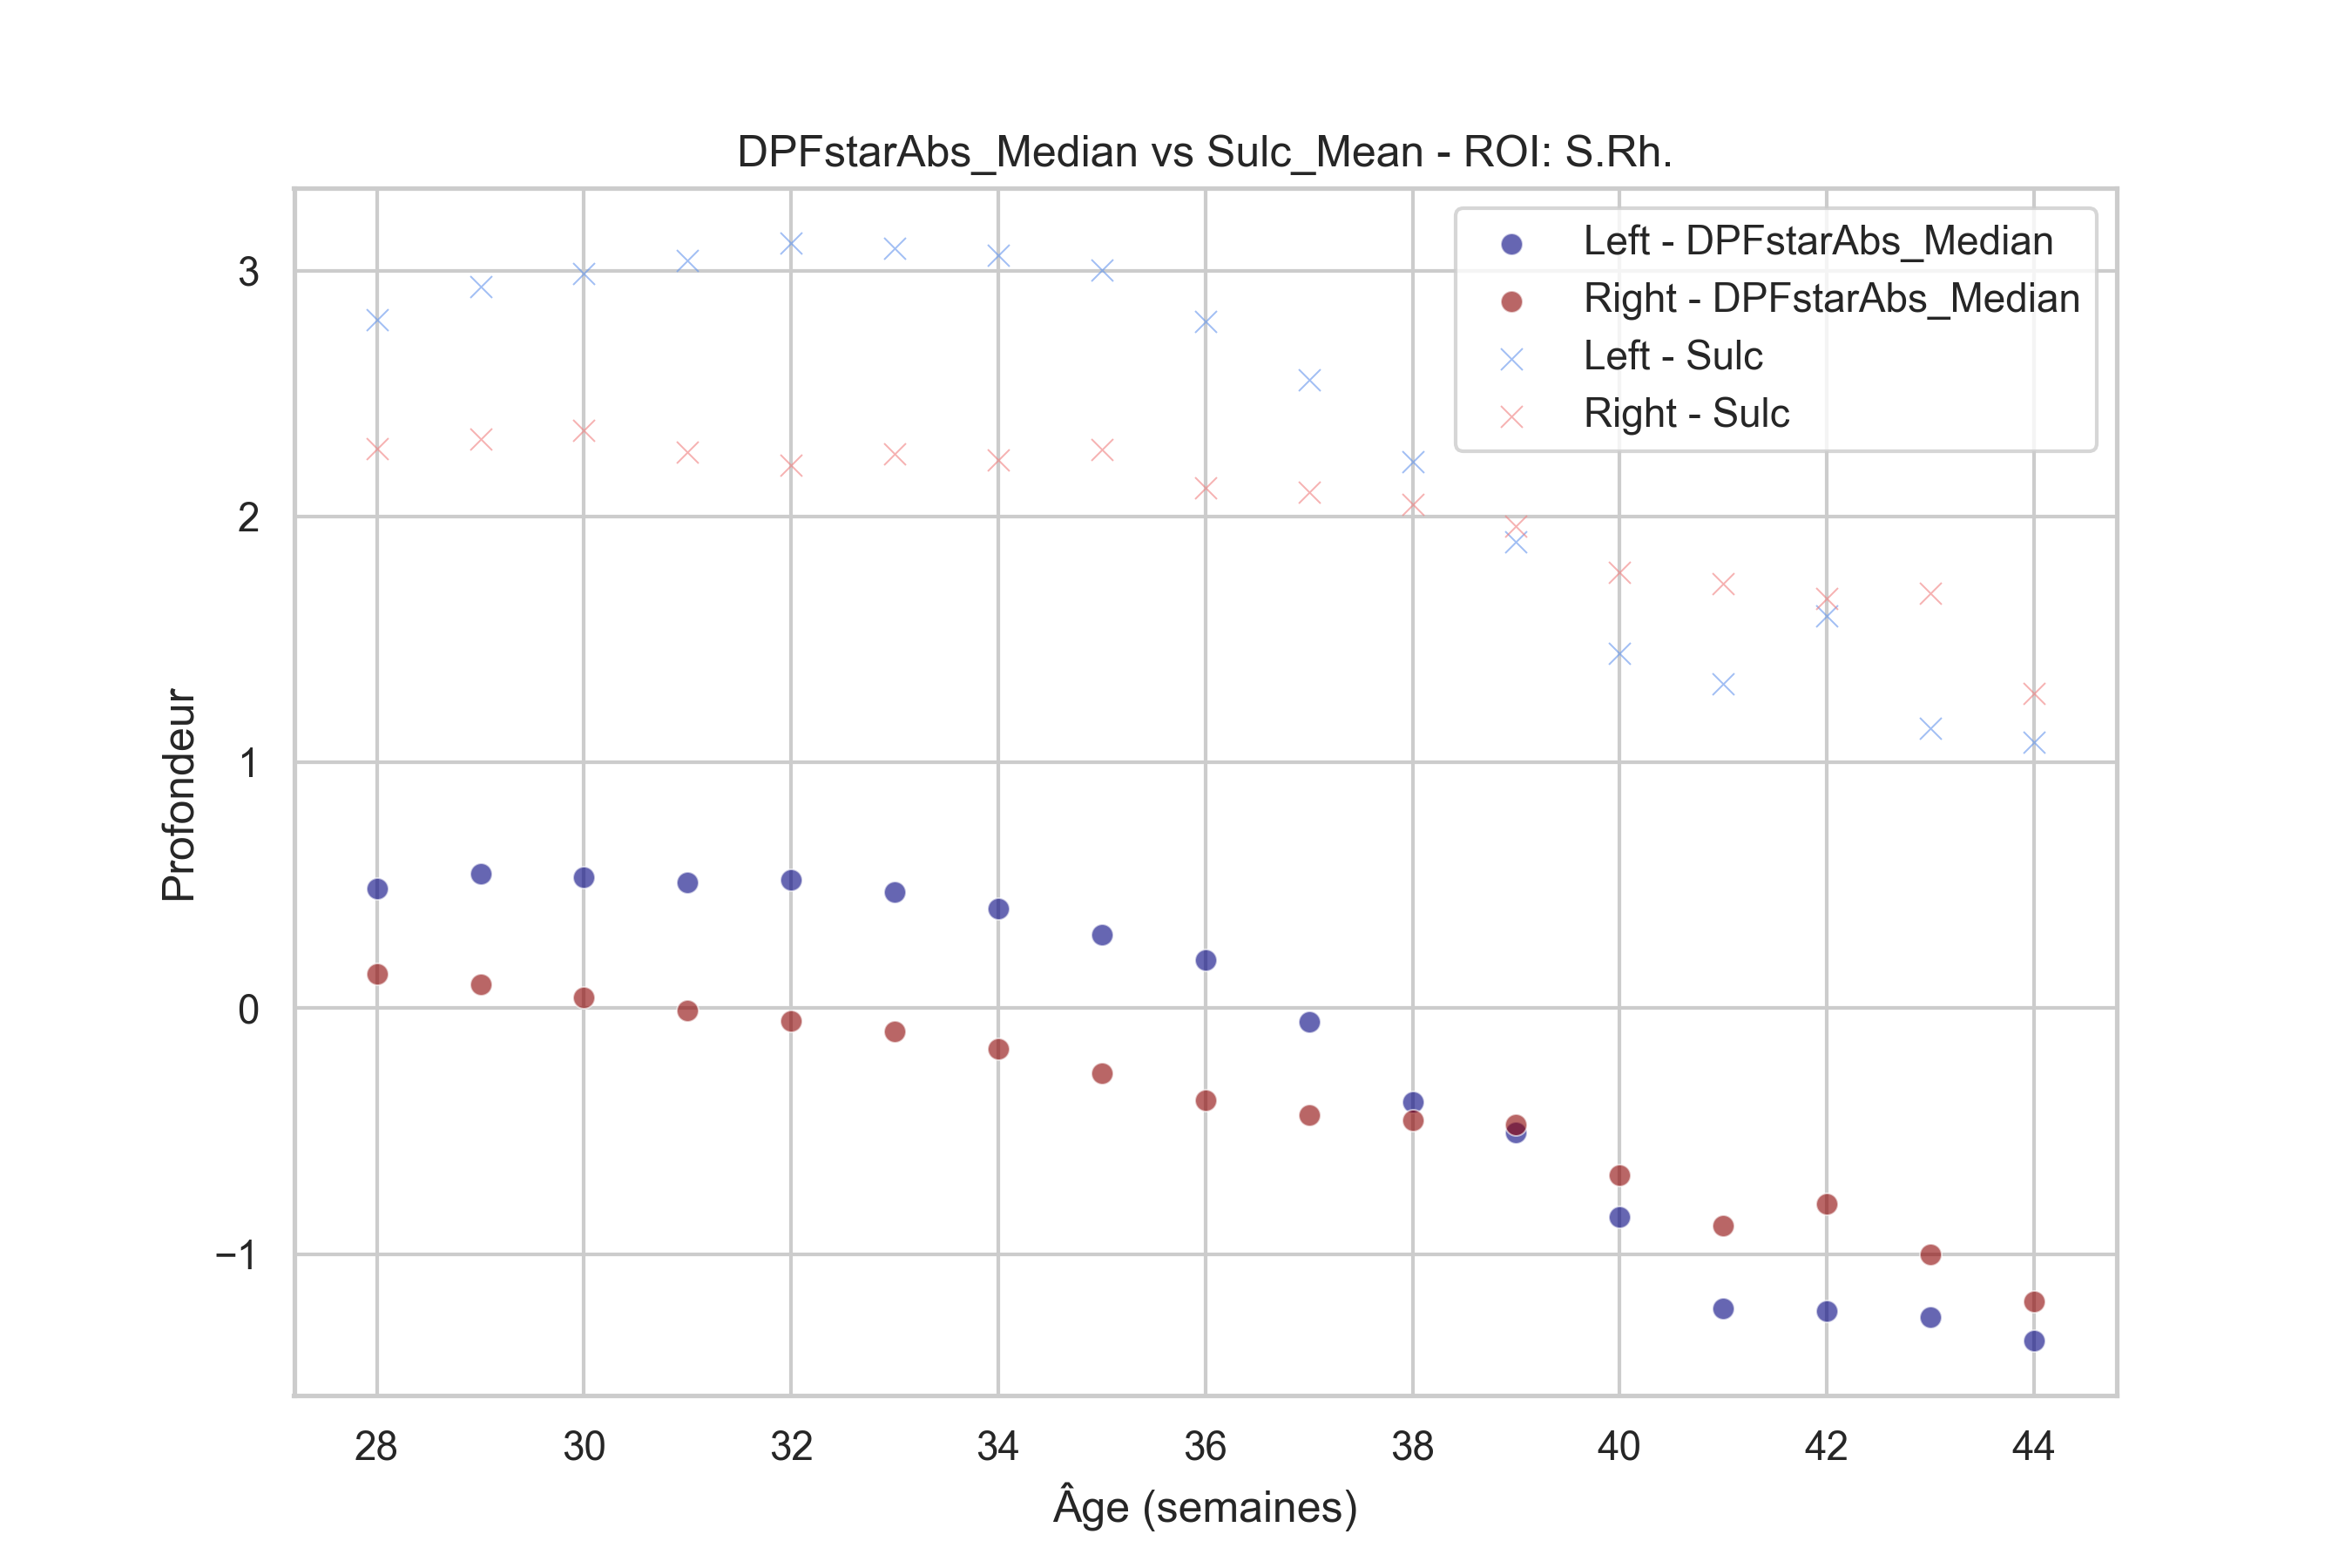 DPFstarAbs_Median vs Sulc_Mean - ROI: S.Rh.
Left - DPFstarAbs_Median
Right - DPFstarAbs_Median
Left - Sulc
Right - Sulc
Profondeur
3
2
1
0
−1
28 30 32 34 36 38 40 42 44
Âge (semaines)